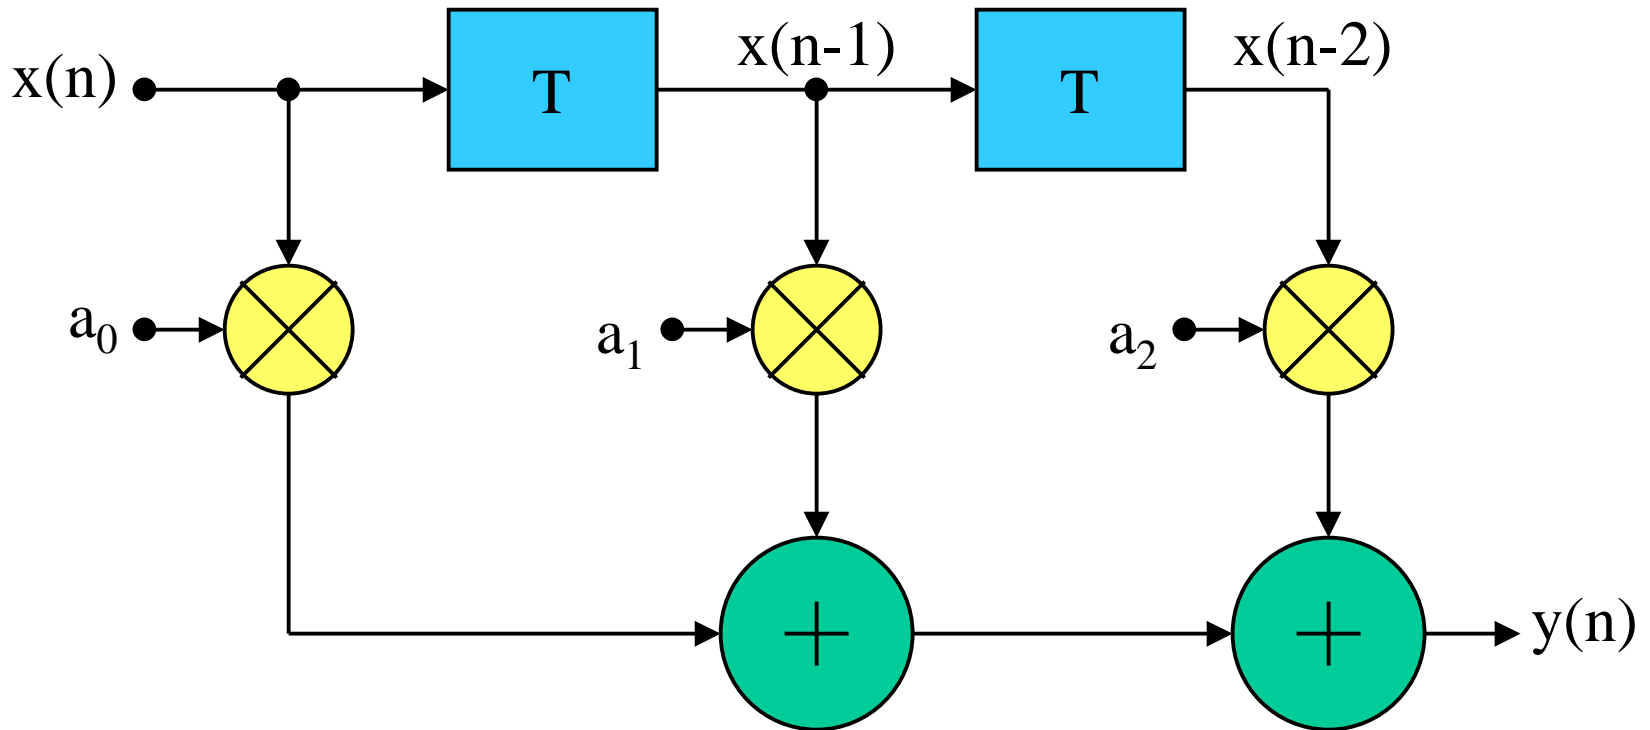 x(n) T x(n-1) T x(n-2)
a₀ a₁ a₂
+ + y(n)